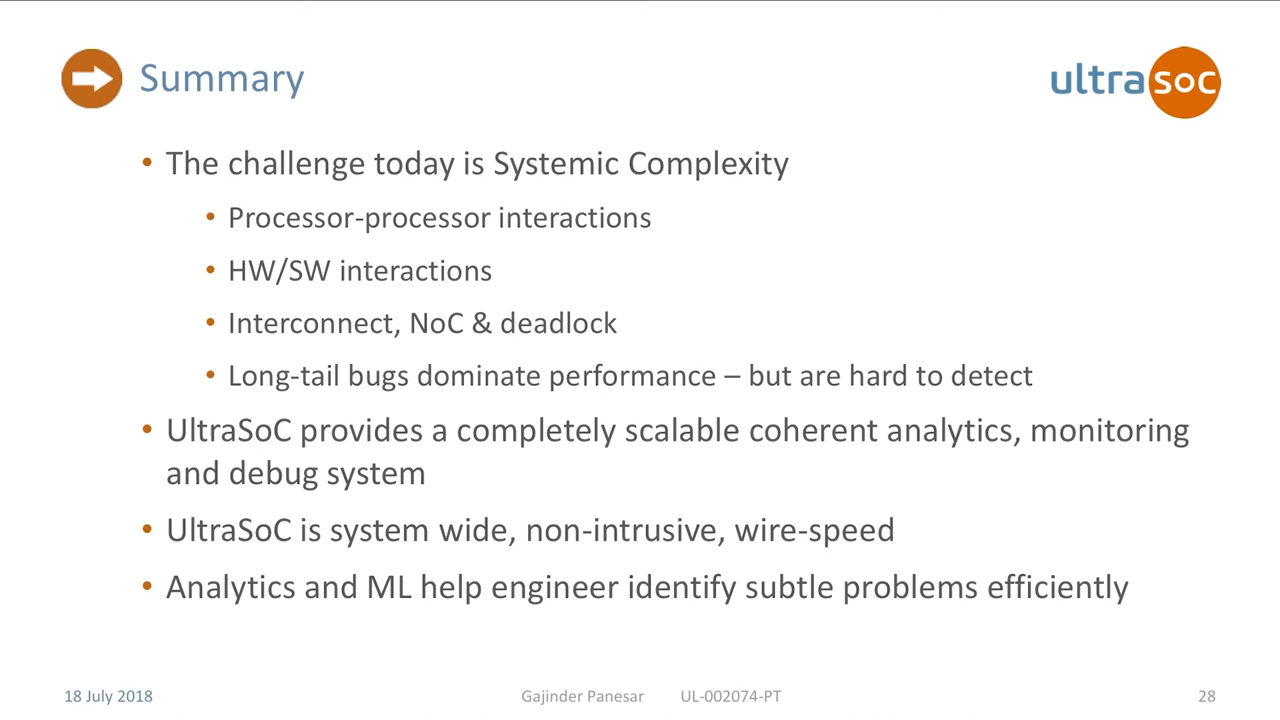 Summary
ultrasoc
• The challenge today is Systemic Complexity
• Processor-processor interactions
• HW/SW interactions
• Interconnect, NoC & deadlock
• Long-tail bugs dominate performance – but are hard to detect
• UltraSoC provides a completely scalable coherent analytics, monitoring
and debug system
• UltraSoC is system wide, non-intrusive, wire-speed
• Analytics and ML help engineer identify subtle problems efficiently
18 July 2018 Gajinder Panesar UL-002074-PT 28